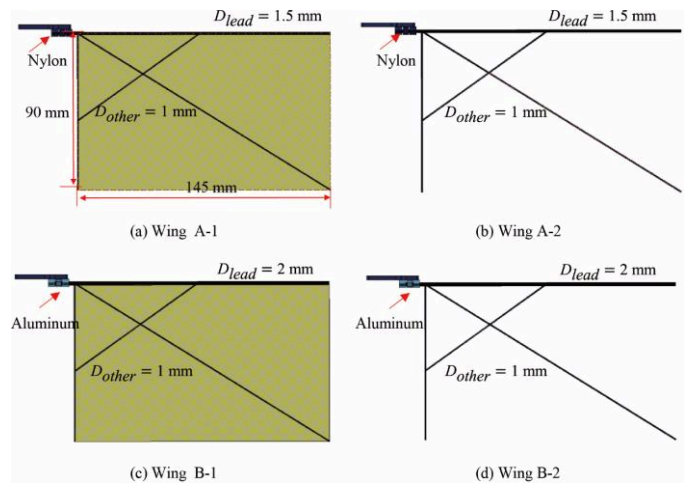 D_lead = 1.5 mm
D_lead = 1.5 mm
Nylon
Nylon
90 mm
D_other = 1 mm
D_other = 1 mm
145 mm
(a) Wing A-1
(b) Wing A-2
D_lead = 2 mm
D_lead = 2 mm
Aluminum
Aluminum
D_other = 1 mm
D_other = 1 mm
(c) Wing B-1
(d) Wing B-2